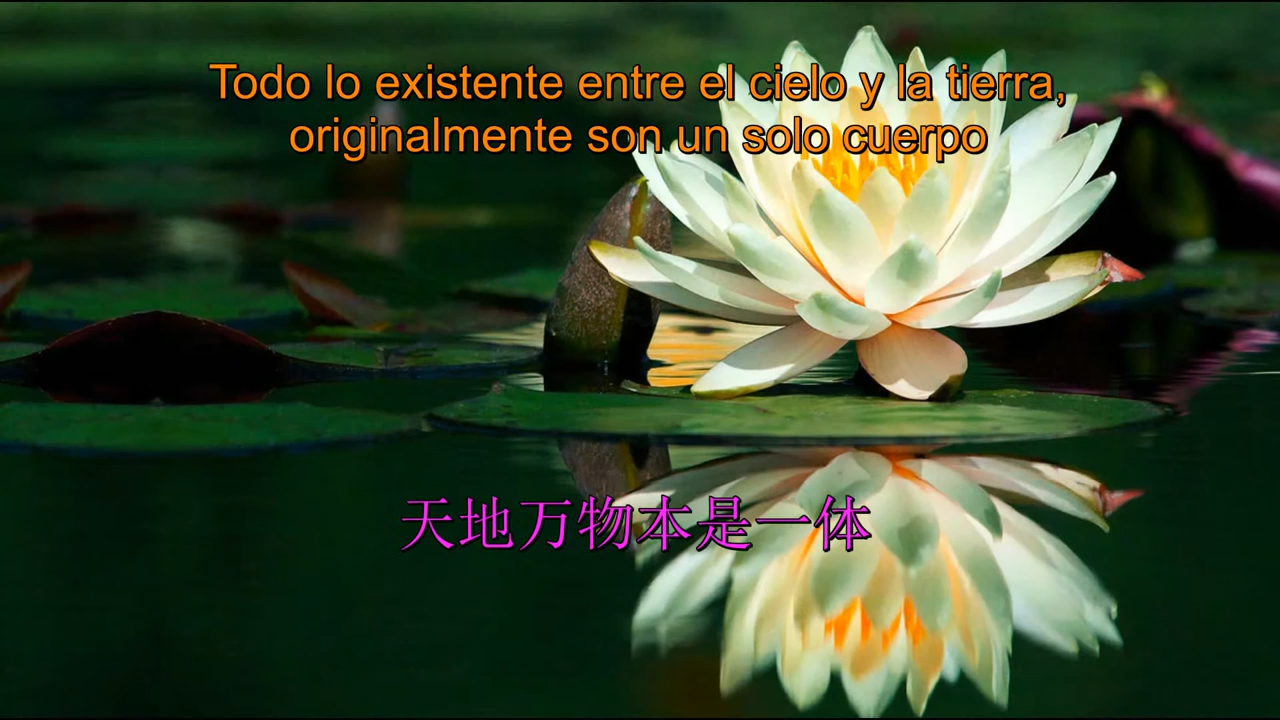 Todo lo existente entre el cielo y la tierra,
originalmente son un solo cuerpo
天地万物本是一体